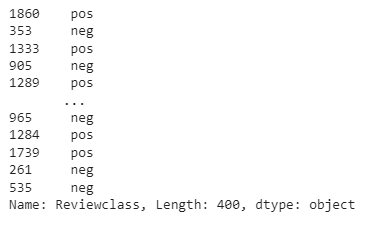 1860    pos
353     neg
1333    pos
905     neg
1289    pos
...
965     neg
1284    pos
1739    pos
261     neg
535     neg
Name: Reviewclass, Length: 400, dtype: object